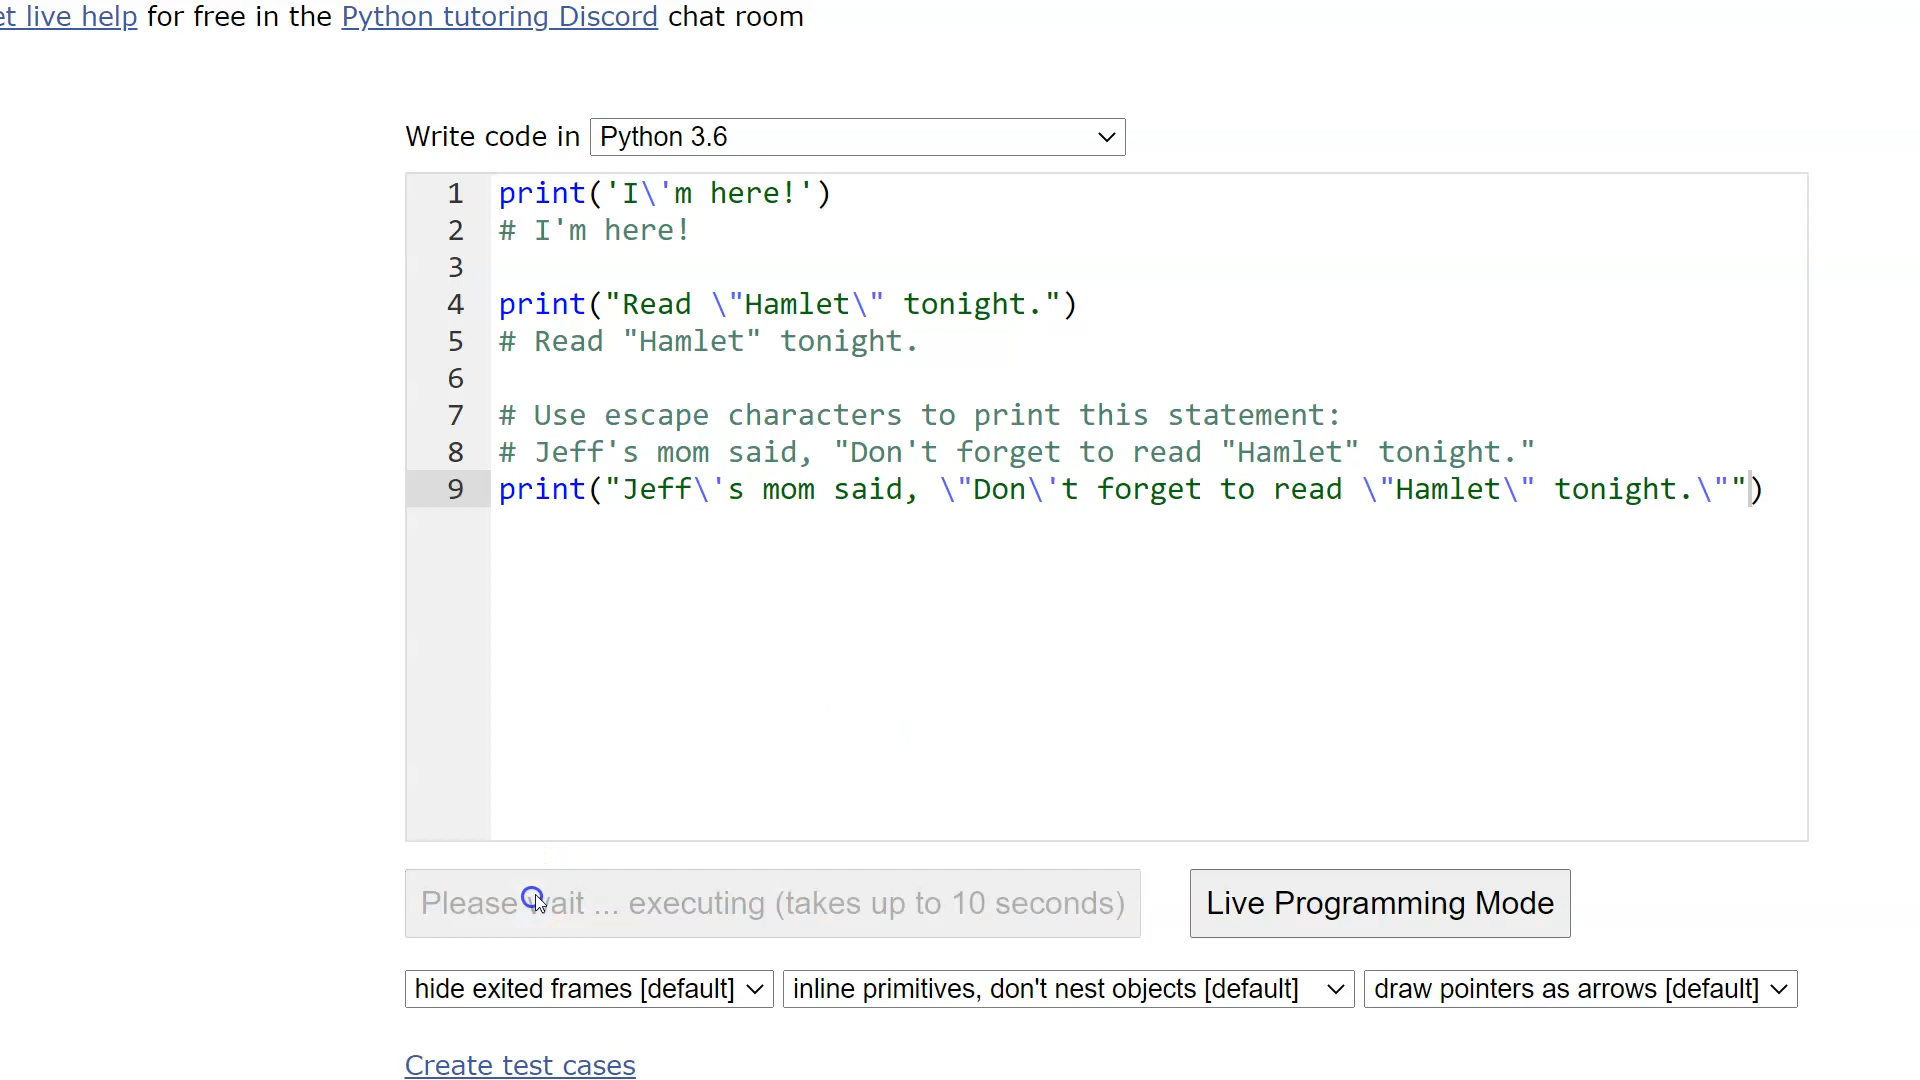 et live help for free in the Python tutoring Discord chat room
Write code in Python 3.6
1 print('I\'m here!')
2 # I'm here!
3
4 print("Read \"Hamlet\" tonight.")
5 # Read "Hamlet" tonight.
6
7 # Use escape characters to print this statement:
8 # Jeff's mom said, "Don't forget to read "Hamlet" tonight."
9 print("Jeff\'s mom said, \"Don\'t forget to read \"Hamlet\" tonight.\"")
Please wait ... executing (takes up to 10 seconds) Live Programming Mode
hide exited frames [default] inline primitives, don't nest objects [default] draw pointers as arrows [default]
Create test cases